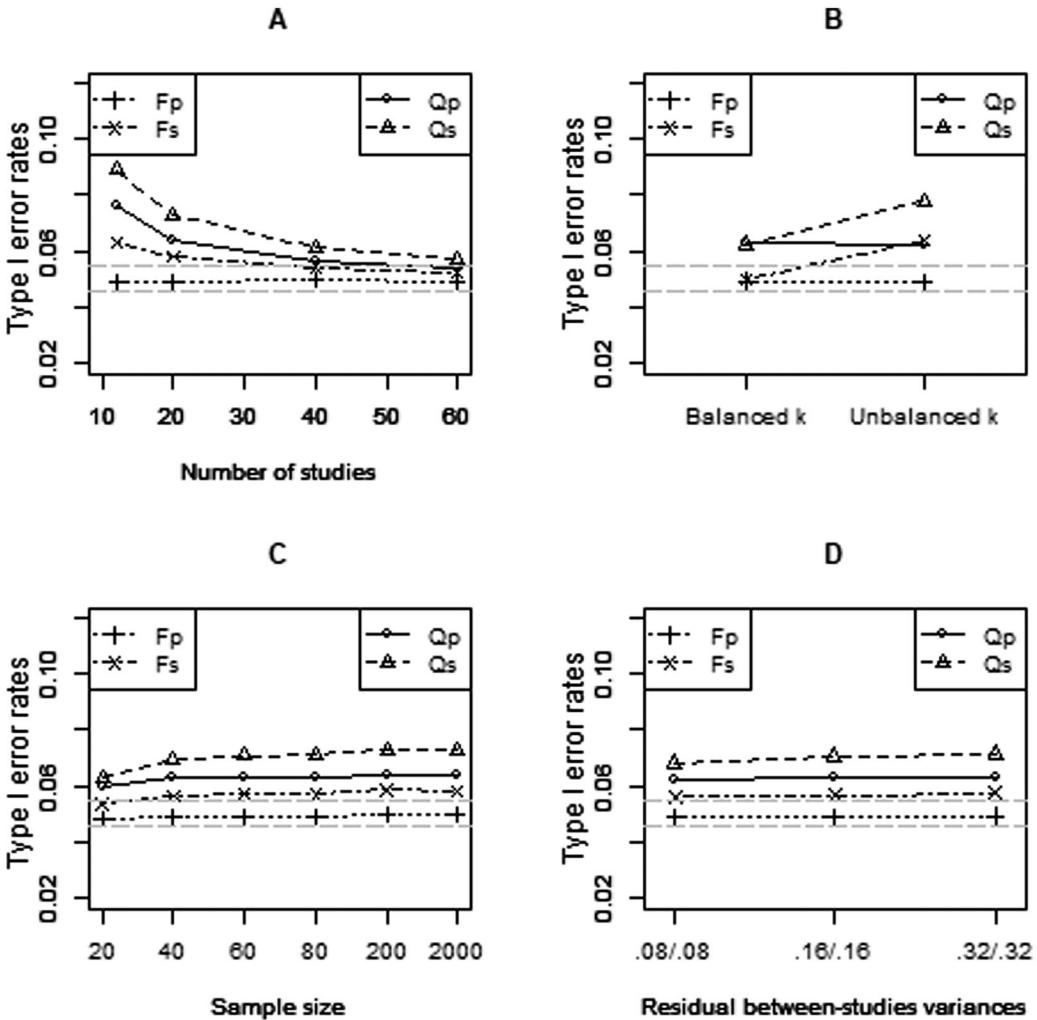 A
Fp
Fs
Qp
Qs
Type I error rates
0.02 0.06 0.10
10 20 30 40 50 60
Number of studies
B
Fp
Fs
Qp
Qs
Type I error rates
0.02 0.06 0.10
Balanced k Unbalanced k
C
Fp
Fs
Qp
Qs
Type I error rates
0.02 0.06 0.10
20 40 60 80 200 2000
Sample size
D
Fp
Fs
Qp
Qs
Type I error rates
0.02 0.06 0.10
.08/.08 .16/.16 .32/.32
Residual between-studies variances